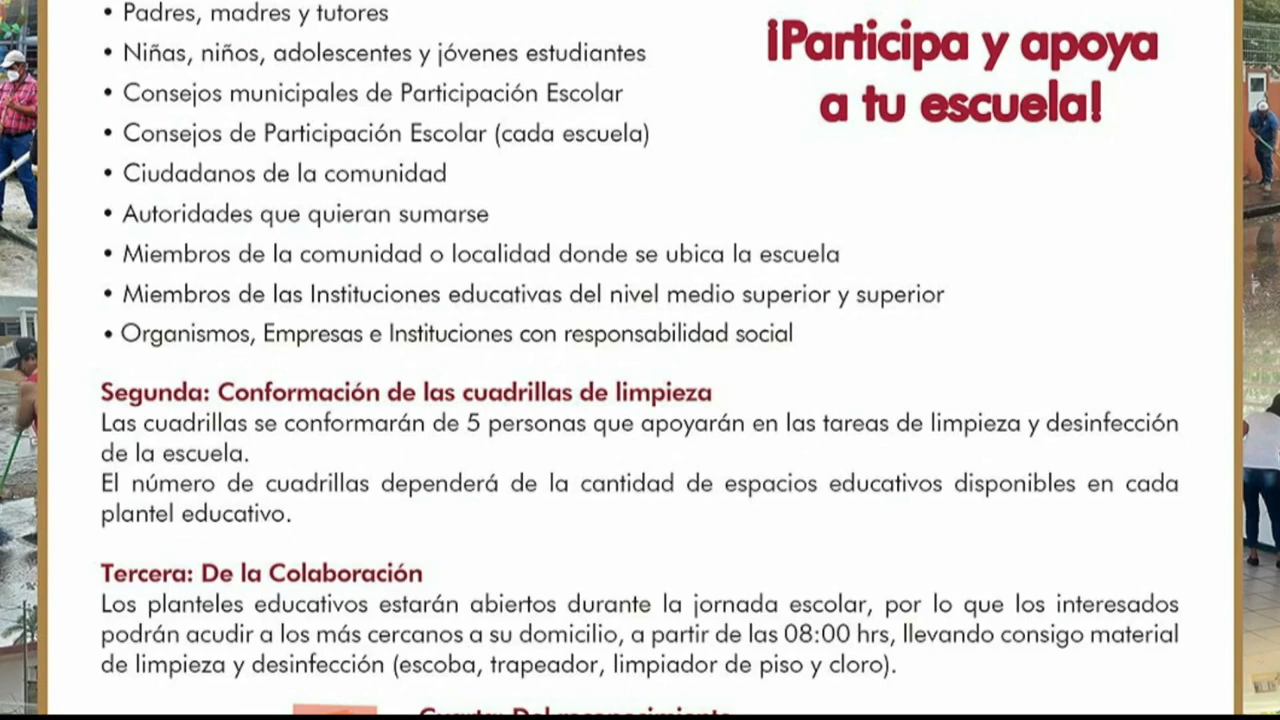 • Padres, madres y tutores
• Niñas, niños, adolescentes y jóvenes estudiantes
• Consejos municipales de Participación Escolar
• Consejos de Participación Escolar (cada escuela)
• Ciudadanos de la comunidad
• Autoridades que quieran sumarse
• Miembros de la comunidad o localidad donde se ubica la escuela
• Miembros de las Instituciones educativas del nivel medio superior y superior
• Organismos, Empresas e Instituciones con responsabilidad social
¡Participa y apoya
a tu escuela!
Segunda: Conformación de las cuadrillas de limpieza
Las cuadrillas se conformarán de 5 personas que apoyarán en las tareas de limpieza y desinfección
de la escuela.
El número de cuadrillas dependerá de la cantidad de espacios educativos disponibles en cada
plantel educativo.
Tercera: De la Colaboración
Los planteles educativos estarán abiertos durante la jornada escolar, por lo que los interesados
podrán acudir a los más cercanos a su domicilio, a partir de las 08:00 hrs, llevando consigo material
de limpieza y desinfección (escoba, trapeador, limpiador de piso y cloro).
Cuarta: Del reconocimiento